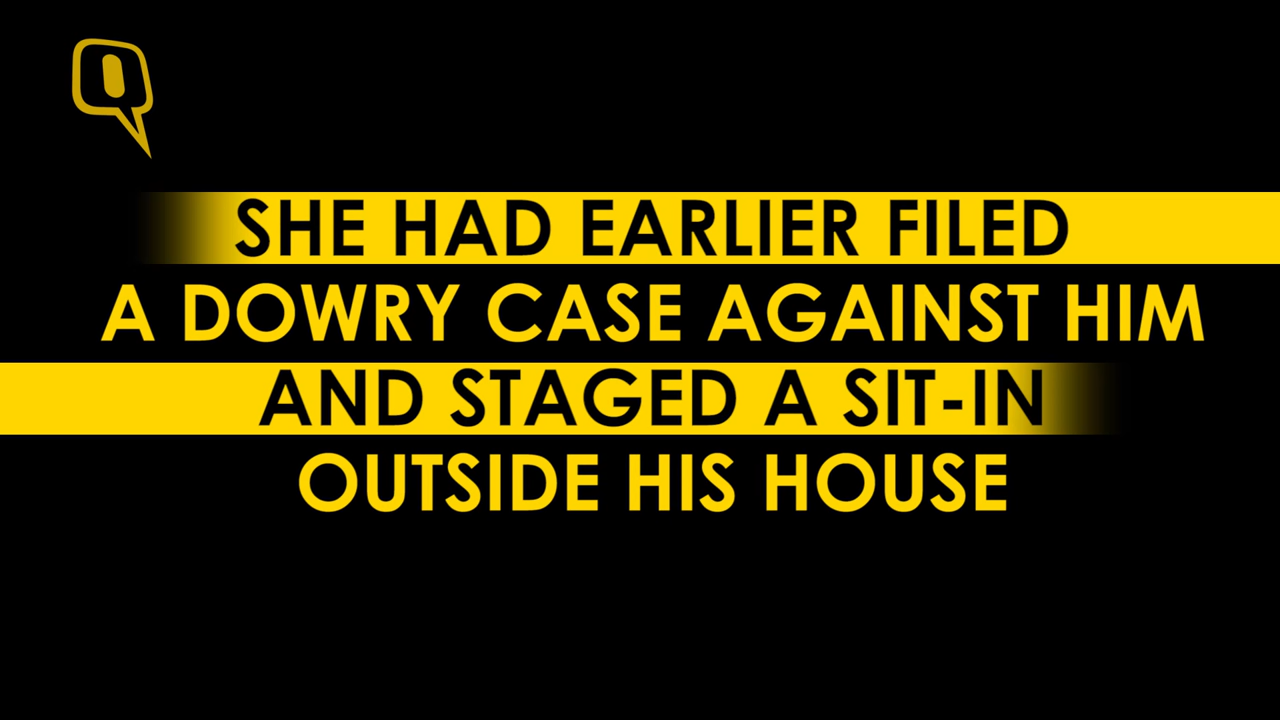 SHE HAD EARLIER FILED
A DOWRY CASE AGAINST HIM
AND STAGED A SIT-IN
OUTSIDE HIS HOUSE